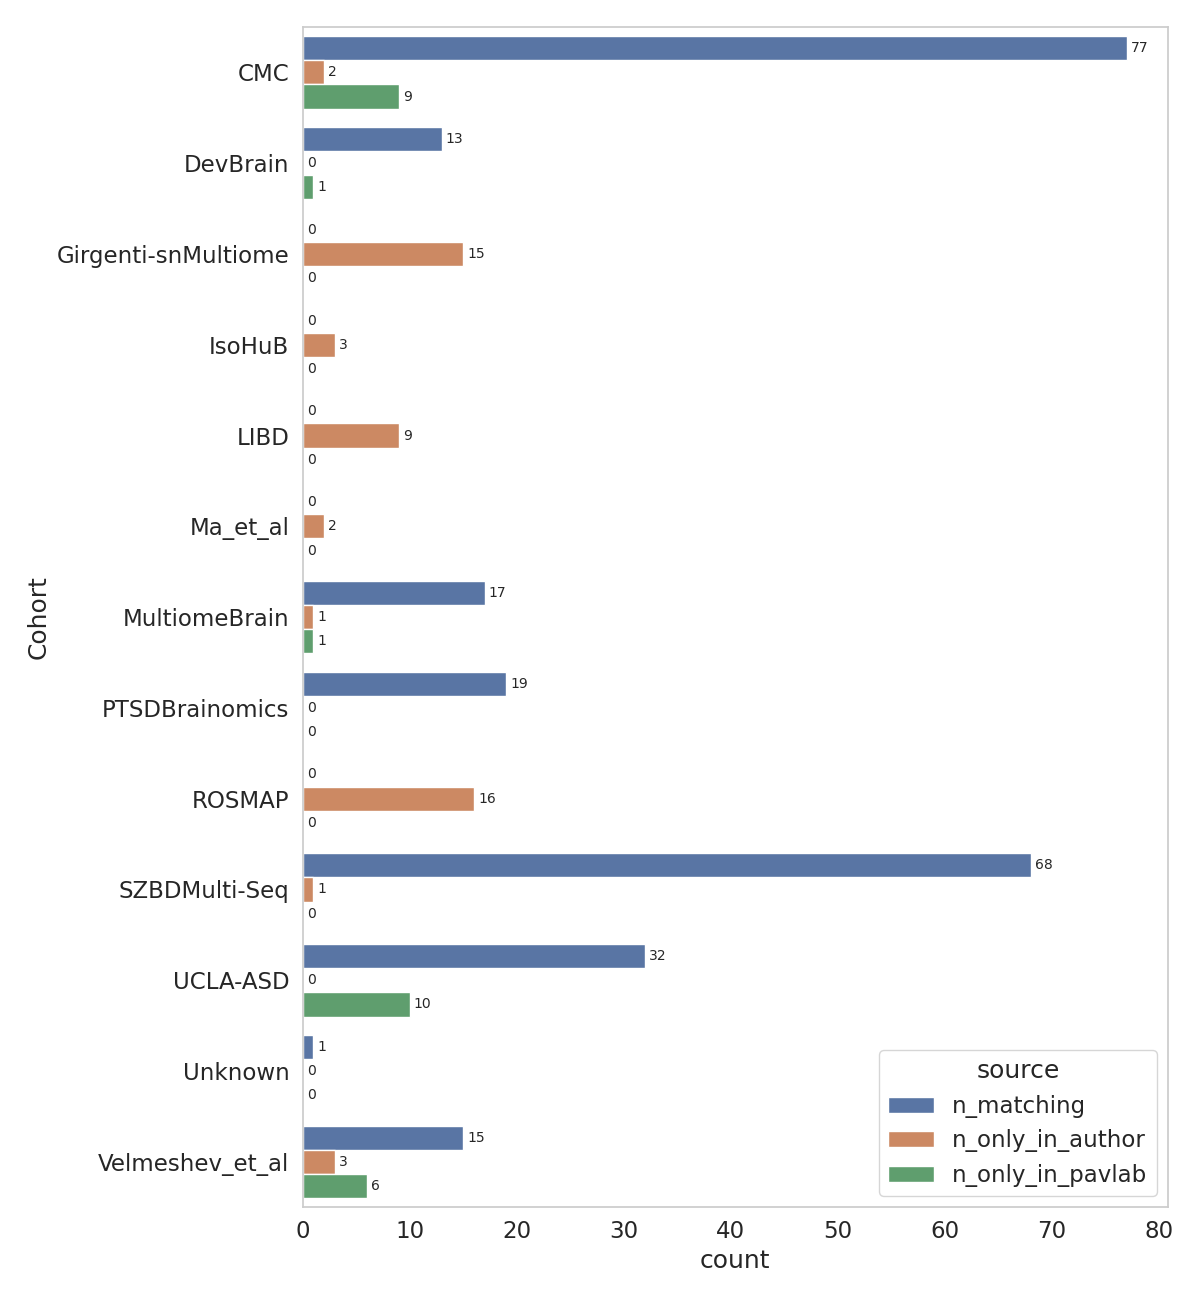 CMC
77
2
9
DevBrain
13
0
1
Girgenti-snMultiome
0
15
0
IsoHuB
0
3
0
LIBD
0
9
0
Ma_et_al
0
2
0
MultiomeBrain
17
1
1
PTSDBrainomics
19
0
0
ROSMAP
0
16
0
SZBDMulti-Seq
68
1
0
UCLA-ASD
32
0
10
Unknown
1
0
0
Velmeshev_et_al
15
3
6
Cohort
source
n_matching
n_only_in_author
n_only_in_pavlab
0 10 20 30 40 50 60 70 80
count